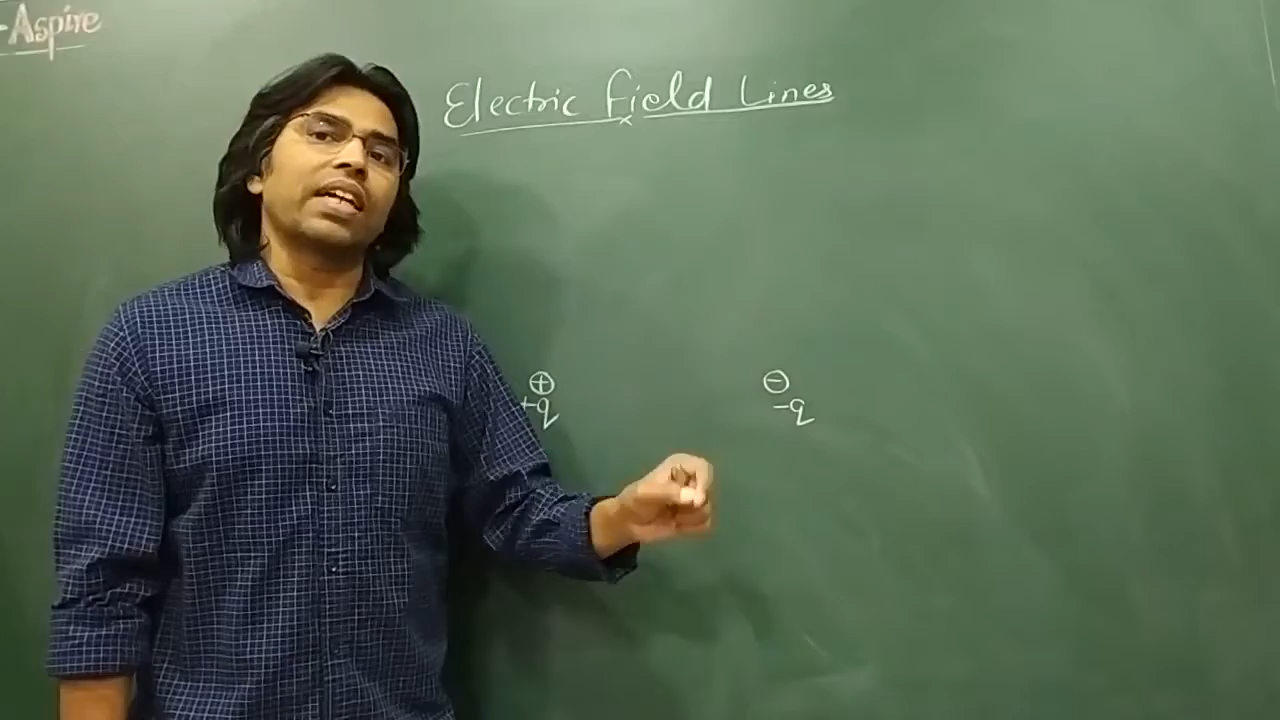 -Aspire
Electric Field Lines
⊕ ⊖
+q -q